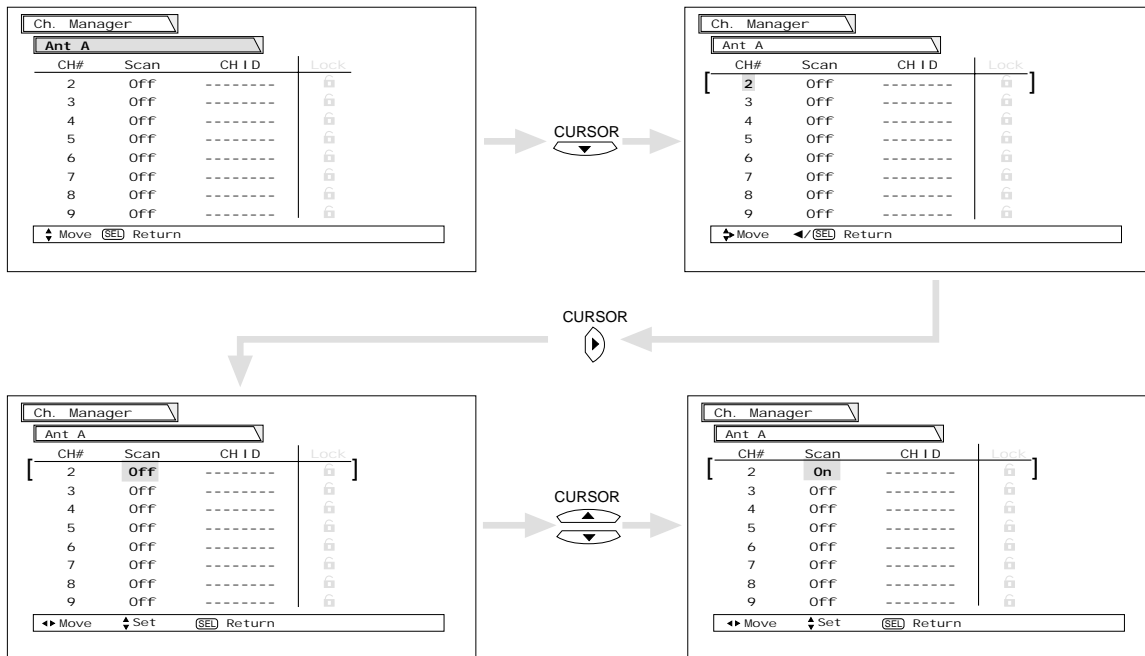 Ch. Manager
Ant A
CH# Scan CH ID Lock
2 Off --------
3 Off --------
4 Off --------
5 Off --------
6 Off --------
7 Off --------
8 Off --------
9 Off --------
Move SEL Return
CURSOR
Ch. Manager
Ant A
CH# Scan CH ID Lock
[ 2 Off -------- ]
3 Off --------
4 Off --------
5 Off --------
6 Off --------
7 Off --------
8 Off --------
9 Off --------
Move ◀/SEL Return
CURSOR
Ch. Manager
Ant A
CH# Scan CH ID Lock
[ 2 Off -------- ]
3 Off --------
4 Off --------
5 Off --------
6 Off --------
7 Off --------
8 Off --------
9 Off --------
Move Set SEL Return
CURSOR
Ch. Manager
Ant A
CH# Scan CH ID Lock
[ 2 On -------- ]
3 Off --------
4 Off --------
5 Off --------
6 Off --------
7 Off --------
8 Off --------
9 Off --------
Move Set SEL Return